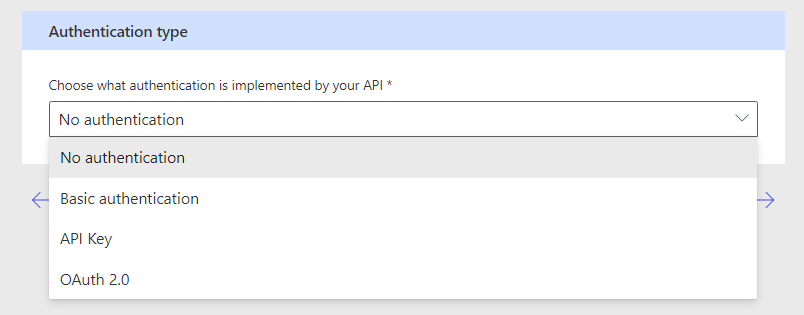 Authentication type
Choose what authentication is implemented by your API *
No authentication
No authentication
Basic authentication
API Key
OAuth 2.0